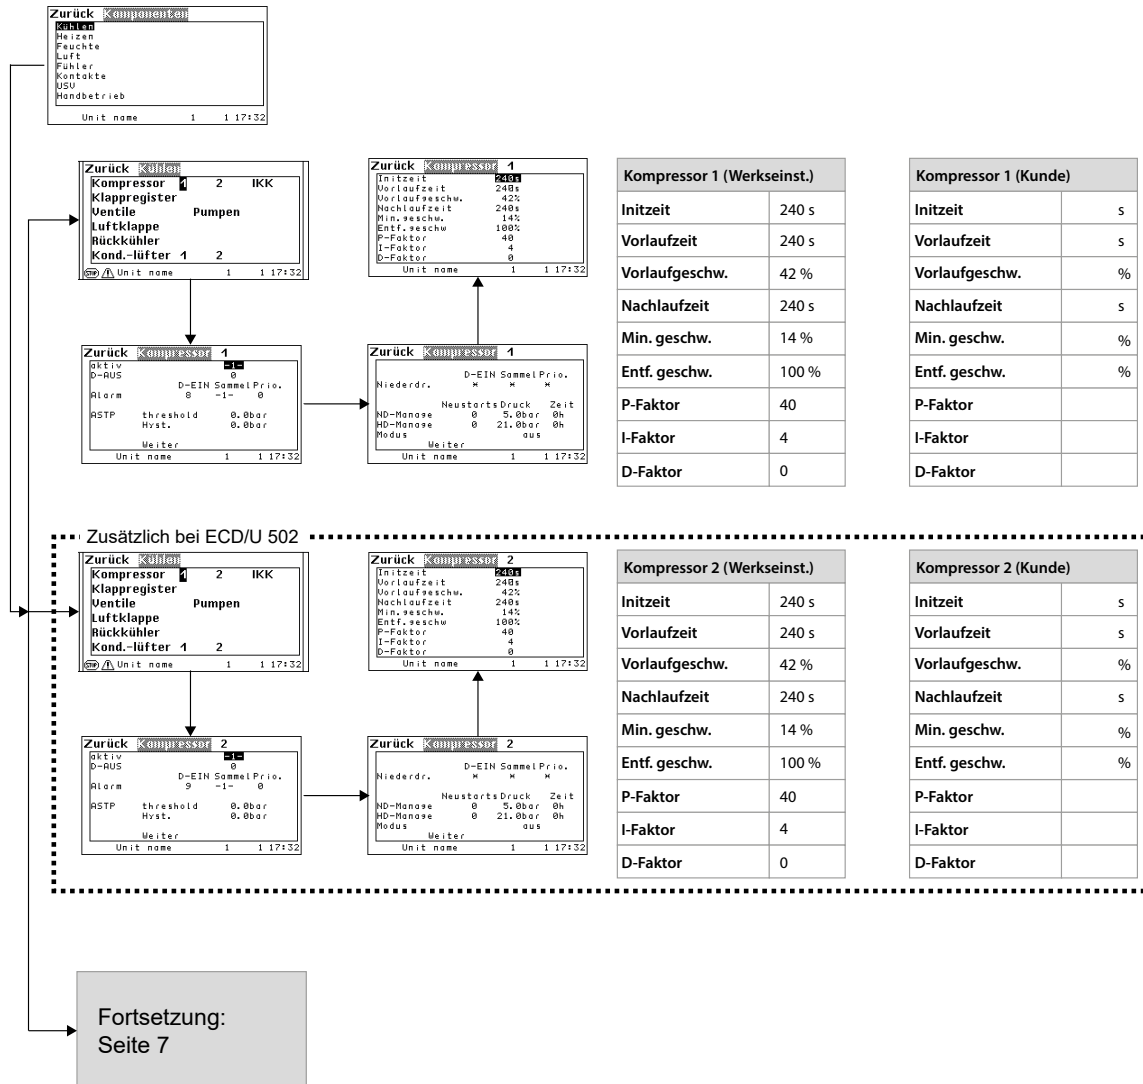 Zurück Komponenten
Kühlen
Heizen
Feuchte
Luft
Fühler
Kontakte
USV
Handbetrieb
Unit name 1 1 17:32
Zurück Kühlen
Kompressor 1 2 IKK
Klappregister
Ventile Pumpen
Luftklappe
Rückkühler
Kond.-lüfter 1 2
STOP Unit name 1 1 17:32
Zurück Kompressor 1
Initzeit 240s
Vorlaufzeit 240s
Vorlaufgeschw. 42%
Nachlaufzeit 240s
Min.geschw. 14%
Entf.geschw 100%
P-Faktor 40
I-Faktor 4
D-Faktor 0
Unit name 1 1 17:32
Kompressor 1 (Werkseinst.)
Initzeit 240 s
Vorlaufzeit 240 s
Vorlaufgeschw. 42 %
Nachlaufzeit 240 s
Min. geschw. 14 %
Entf. geschw. 100 %
P-Faktor 40
I-Faktor 4
D-Faktor 0
Kompressor 1 (Kunde)
Initzeit s
Vorlaufzeit s
Vorlaufgeschw. %
Nachlaufzeit s
Min. geschw. %
Entf. geschw. %
P-Faktor
I-Faktor
D-Faktor
Zurück Kompressor 1
aktiv -1-
D-AUS 0
D-EIN Sammel Prio.
Alarm 8 -1- 0
ASTP threshold 0.0bar
Hyst. 0.0bar
Weiter
Unit name 1 1 17:32
Zurück Kompressor 1
D-EIN Sammel Prio.
Niederdr. * * *
Neustarts Druck Zeit
ND-Manage 0 5.0bar 0h
HD-Manage 0 21.0bar 0h
Modus aus
Weiter
Unit name 1 1 17:32
Zusätzlich bei ECD/U 502
Zurück Kühlen
Kompressor 1 2 IKK
Klappregister
Ventile Pumpen
Luftklappe
Rückkühler
Kond.-lüfter 1 2
STOP Unit name 1 1 17:32
Zurück Kompressor 2
Initzeit 240s
Vorlaufzeit 240s
Vorlaufgeschw. 42%
Nachlaufzeit 240s
Min.geschw. 14%
Entf.geschw 100%
P-Faktor 40
I-Faktor 4
D-Faktor 0
Unit name 1 1 17:32
Kompressor 2 (Werkseinst.)
Initzeit 240 s
Vorlaufzeit 240 s
Vorlaufgeschw. 42 %
Nachlaufzeit 240 s
Min. geschw. 14 %
Entf. geschw. 100 %
P-Faktor 40
I-Faktor 4
D-Faktor 0
Kompressor 2 (Kunde)
Initzeit s
Vorlaufzeit s
Vorlaufgeschw. %
Nachlaufzeit s
Min. geschw. %
Entf. geschw. %
P-Faktor
I-Faktor
D-Faktor
Zurück Kompressor 2
aktiv -1-
D-AUS 0
D-EIN Sammel Prio.
Alarm 9 -1- 0
ASTP threshold 0.0bar
Hyst. 0.0bar
Weiter
Unit name 1 1 17:32
Zurück Kompressor 2
D-EIN Sammel Prio.
Niederdr. * * *
Neustarts Druck Zeit
ND-Manage 0 5.0bar 0h
HD-Manage 0 21.0bar 0h
Modus aus
Weiter
Unit name 1 1 17:32
Fortsetzung:
Seite 7